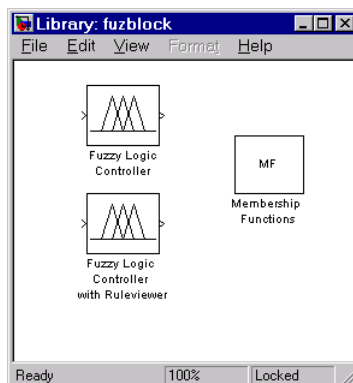 Library: fuzblock
File Edit View Format Help
Fuzzy Logic
Controller
MF
Membership
Functions
Fuzzy Logic
Controller
with Ruleviewer
Ready 100% Locked